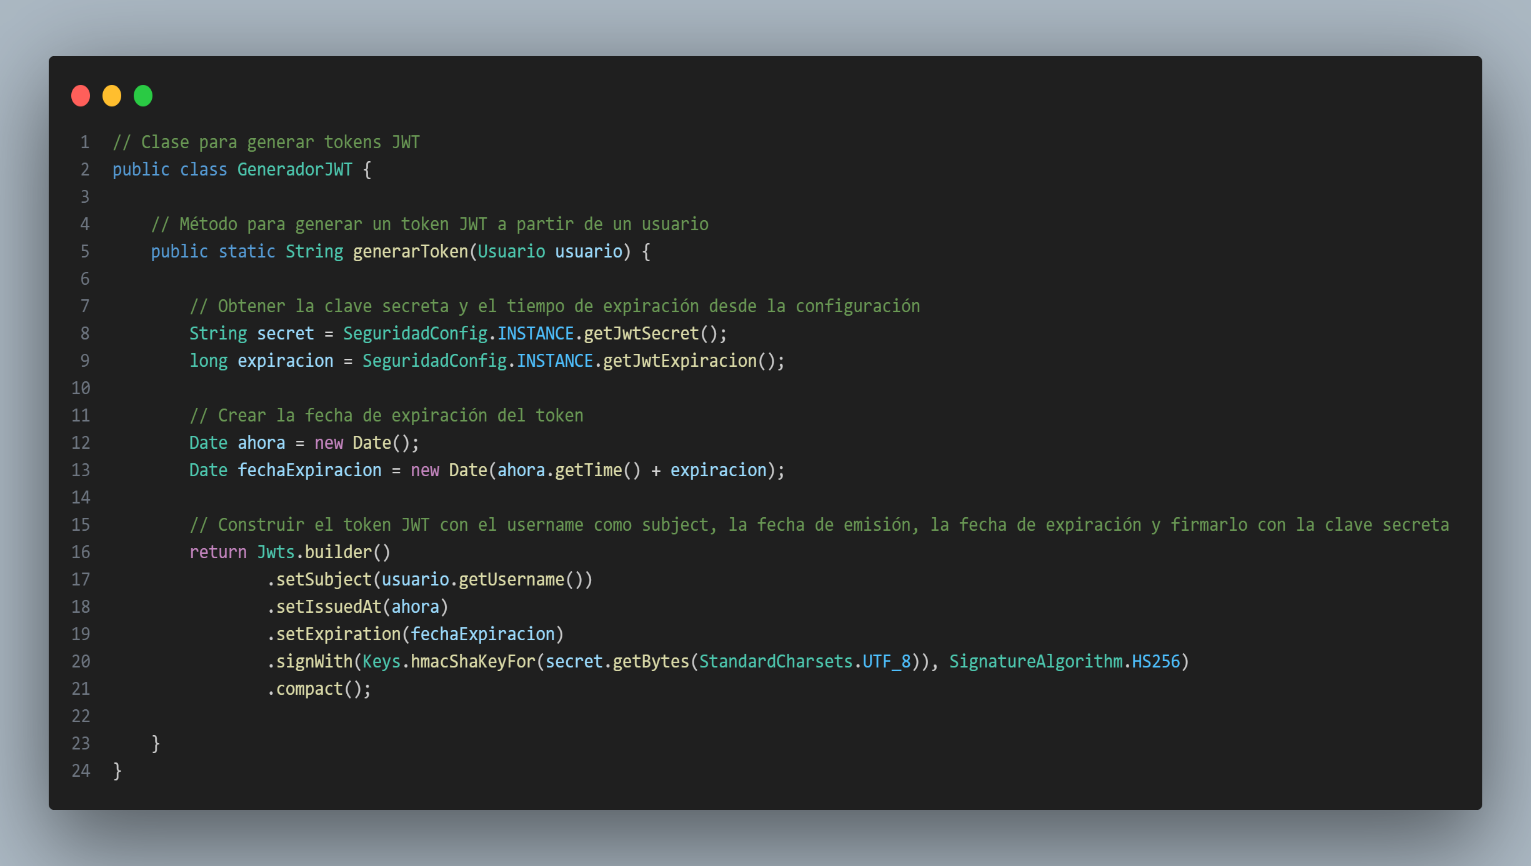 1 // Clase para generar tokens JWT
2 public class GeneradorJWT {
3
4     // Método para generar un token JWT a partir de un usuario
5     public static String generarToken(Usuario usuario) {
6
7         // Obtener la clave secreta y el tiempo de expiración desde la configuración
8         String secret = SeguridadConfig.INSTANCE.getJwtSecret();
9         long expiracion = SeguridadConfig.INSTANCE.getJwtExpiracion();
10
11         // Crear la fecha de expiración del token
12         Date ahora = new Date();
13         Date fechaExpiracion = new Date(ahora.getTime() + expiracion);
14
15         // Construir el token JWT con el username como subject, la fecha de emisión, la fecha de expiración y firmarlo con la clave secreta
16         return Jwts.builder()
17                 .setSubject(usuario.getUsername())
18                 .setIssuedAt(ahora)
19                 .setExpiration(fechaExpiracion)
20                 .signWith(Keys.hmacShaKeyFor(secret.getBytes(StandardCharsets.UTF_8)), SignatureAlgorithm.HS256)
21                 .compact();
22
23     }
24 }